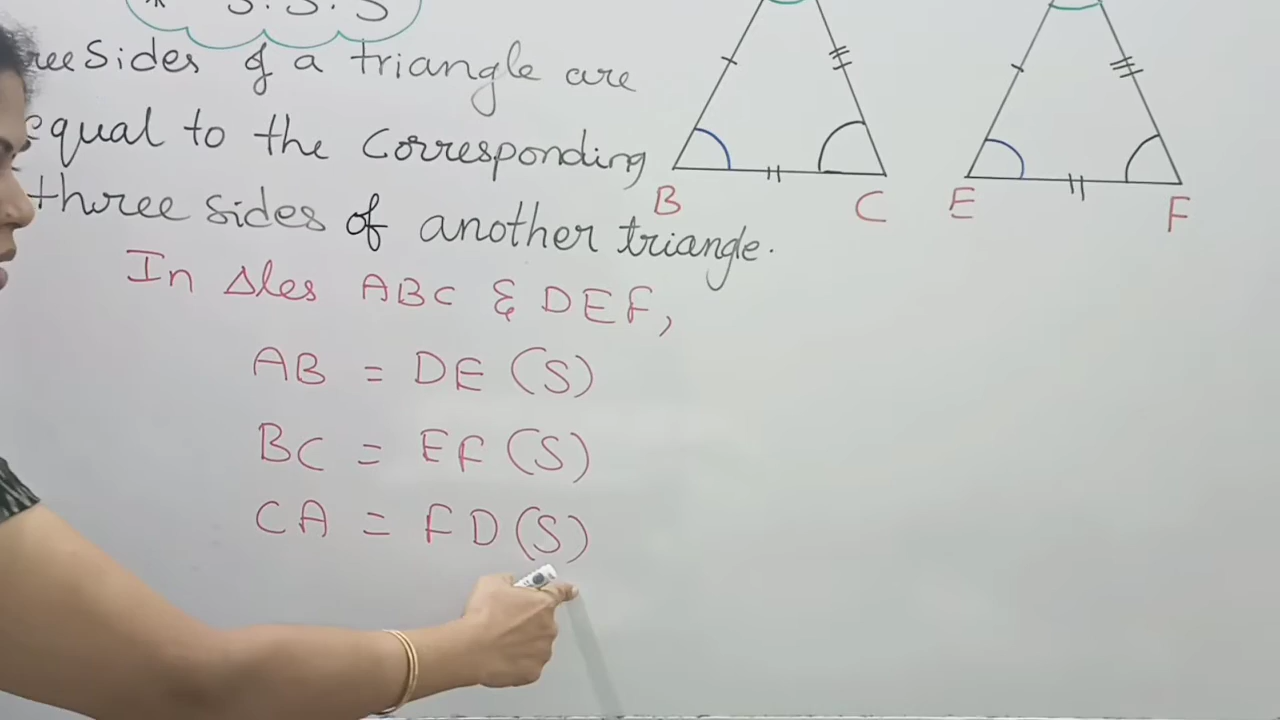 * S.S.S
ree sides of a triangle are
equal to the corresponding
three sides of another triangle.
B C E F
In Δles ABC & DEF,
AB = DE (S)
BC = EF (S)
CA = FD (S)